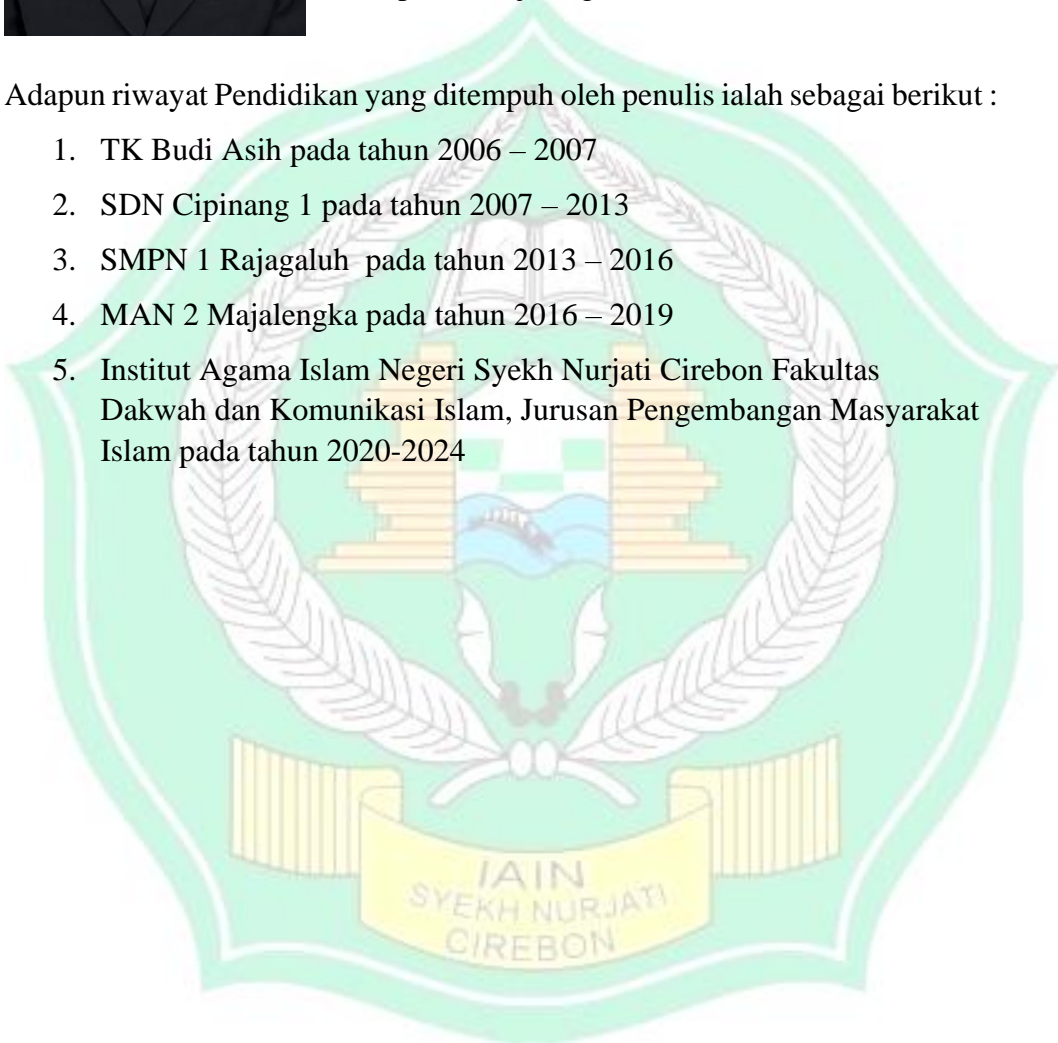 Adapun riwayat Pendidikan yang ditempuh oleh penulis ialah sebagai berikut :
1. TK Budi Asih pada tahun 2006 – 2007
2. SDN Cipinang 1 pada tahun 2007 – 2013
3. SMPN 1 Rajagaluh pada tahun 2013 – 2016
4. MAN 2 Majalengka pada tahun 2016 – 2019
5. Institut Agama Islam Negeri Syekh Nurjati Cirebon Fakultas
Dakwah dan Komunikasi Islam, Jurusan Pengembangan Masyarakat
Islam pada tahun 2020-2024
IAIN
SYEKH NURJATI
CIREBON